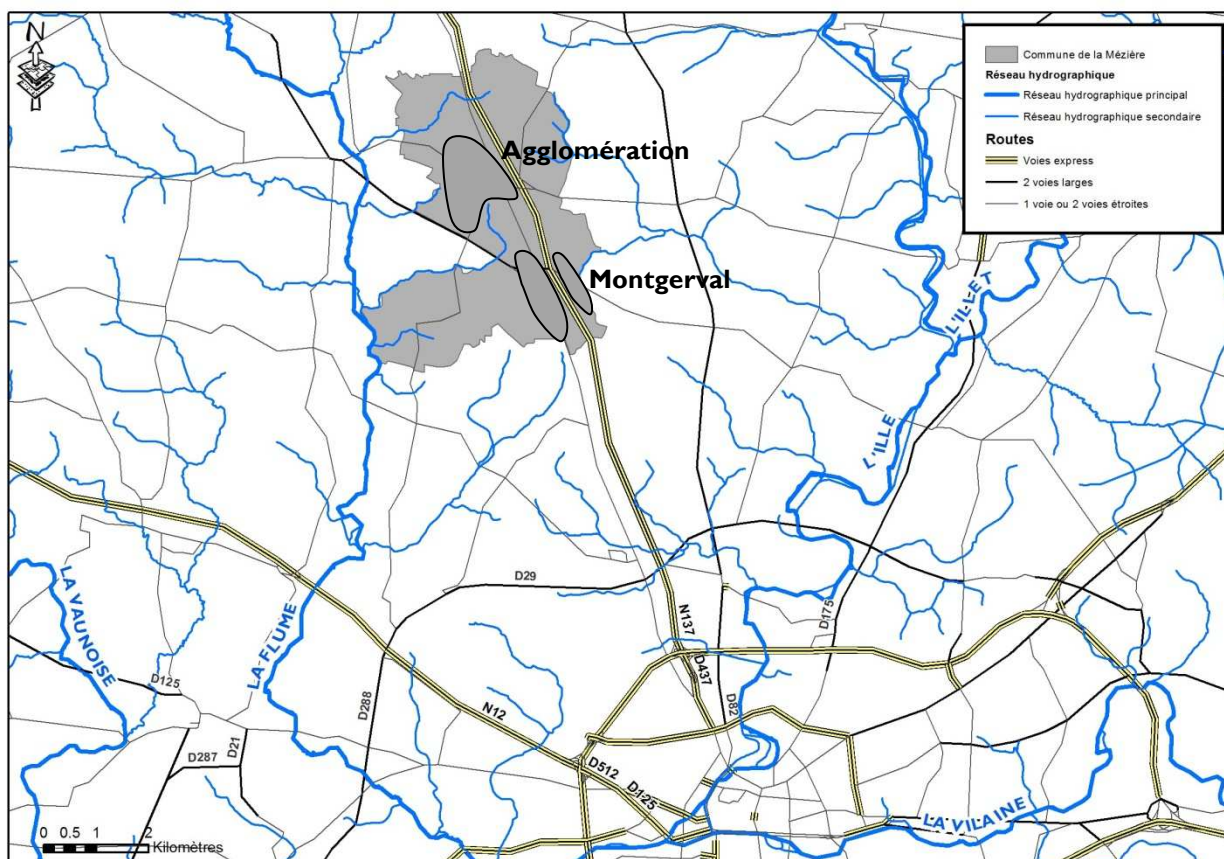 N
Commune de la Mézière
Réseau hydrographique
Réseau hydrographique principal
Réseau hydrographique secondaire
Routes
Voies express
2 voies larges
1 voie ou 2 voies étroites
Agglomération
Montgerval
L'ILLET
L'ILLE
LA VAUNOISE
LA FLUME
D29
N137
D175
D437
D125
D288
D82
N12
D21
D287
D512
D125
LA VILAINE
0 0.5 1 2
Kilomètres